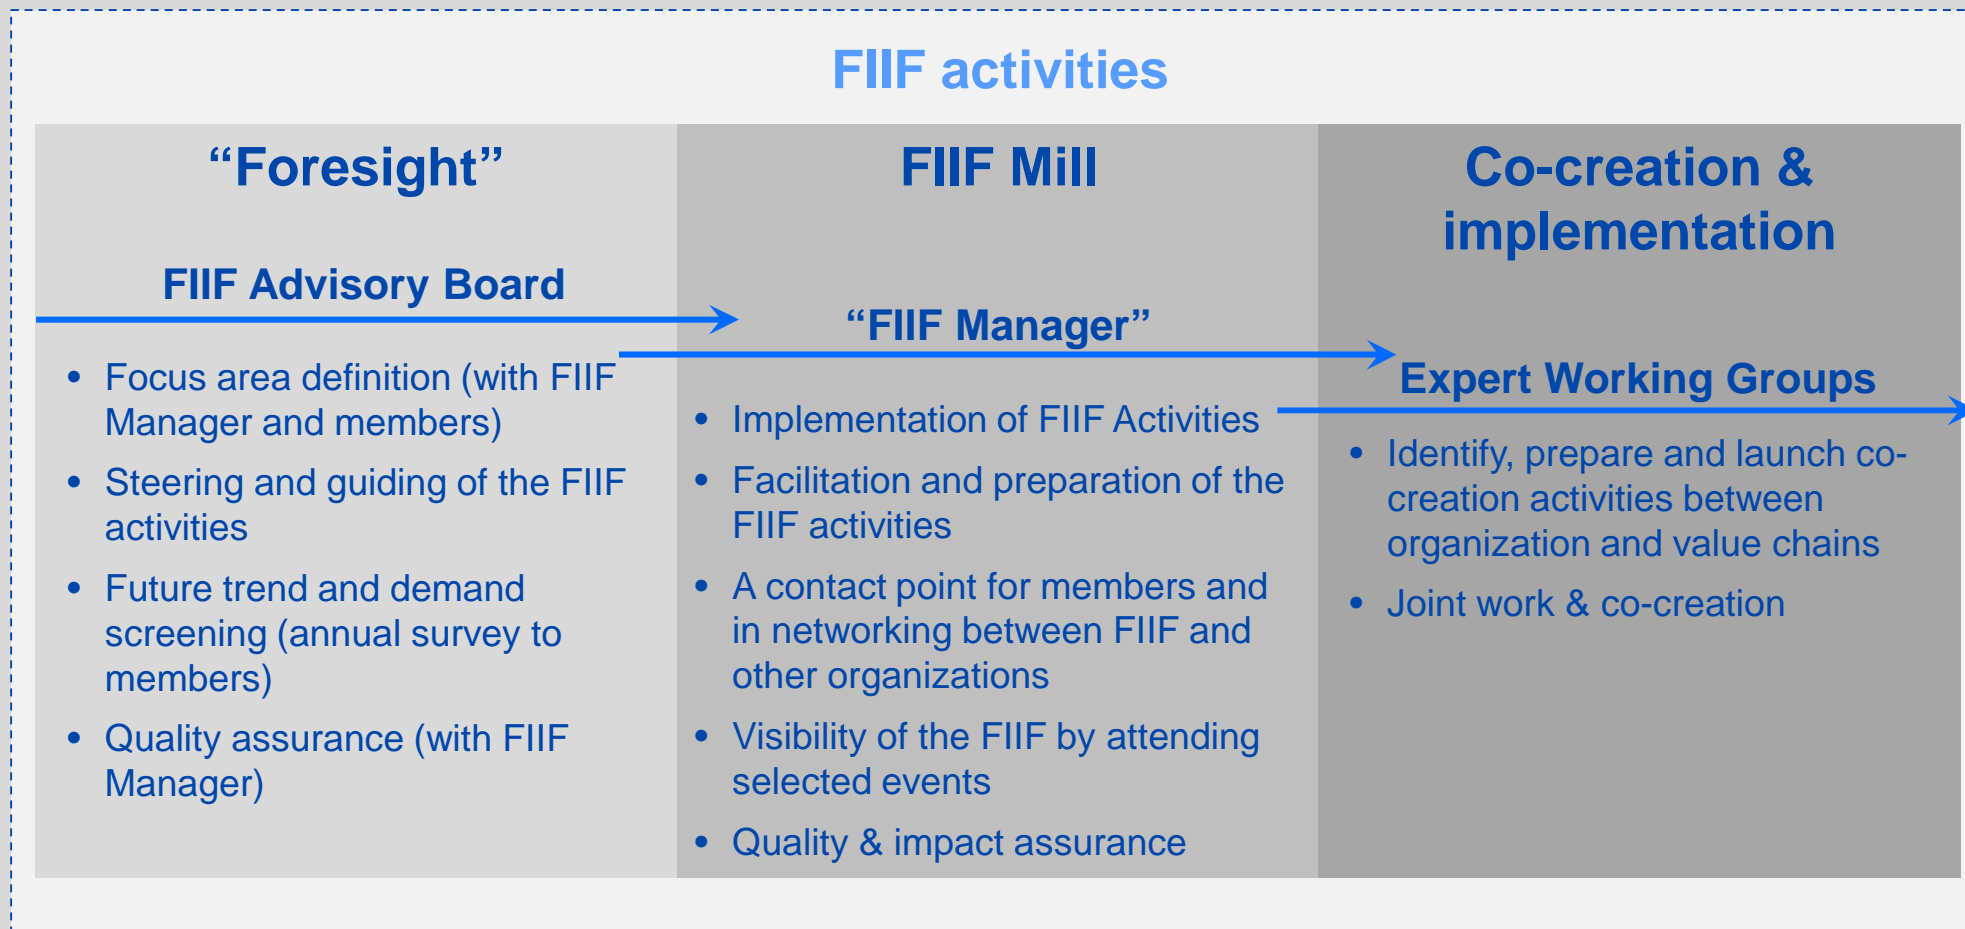 FIIF activities
“Foresight”
FIIF Advisory Board
• Focus area definition (with FIIF
Manager and members)
• Steering and guiding of the FIIF
activities
• Future trend and demand
screening (annual survey to
members)
• Quality assurance (with FIIF
Manager)
FIIF Mill
“FIIF Manager”
• Implementation of FIIF Activities
• Facilitation and preparation of the
FIIF activities
• A contact point for members and
in networking between FIIF and
other organizations
• Visibility of the FIIF by attending
selected events
• Quality & impact assurance
Co-creation &
implementation
Expert Working Groups
• Identify, prepare and launch co-
creation activities between
organization and value chains
• Joint work & co-creation